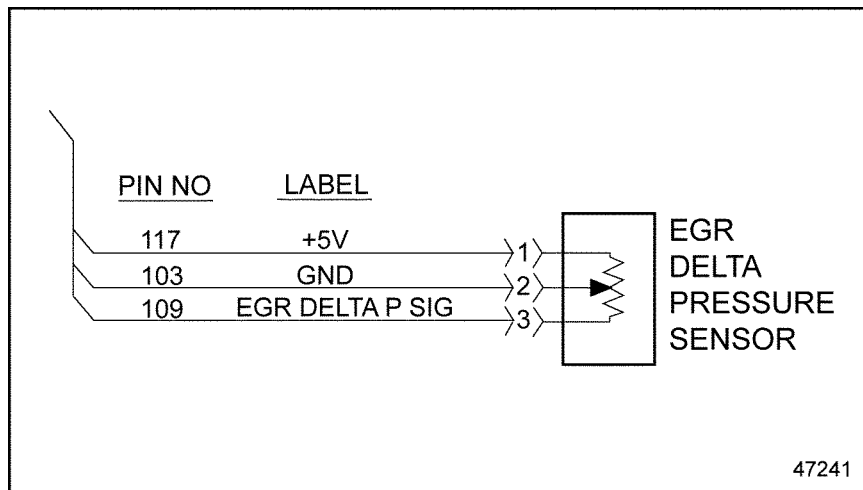 PIN NO LABEL
117 +5V 1
103 GND 2
109 EGR DELTA P SIG 3
EGR
DELTA
PRESSURE
SENSOR
47241